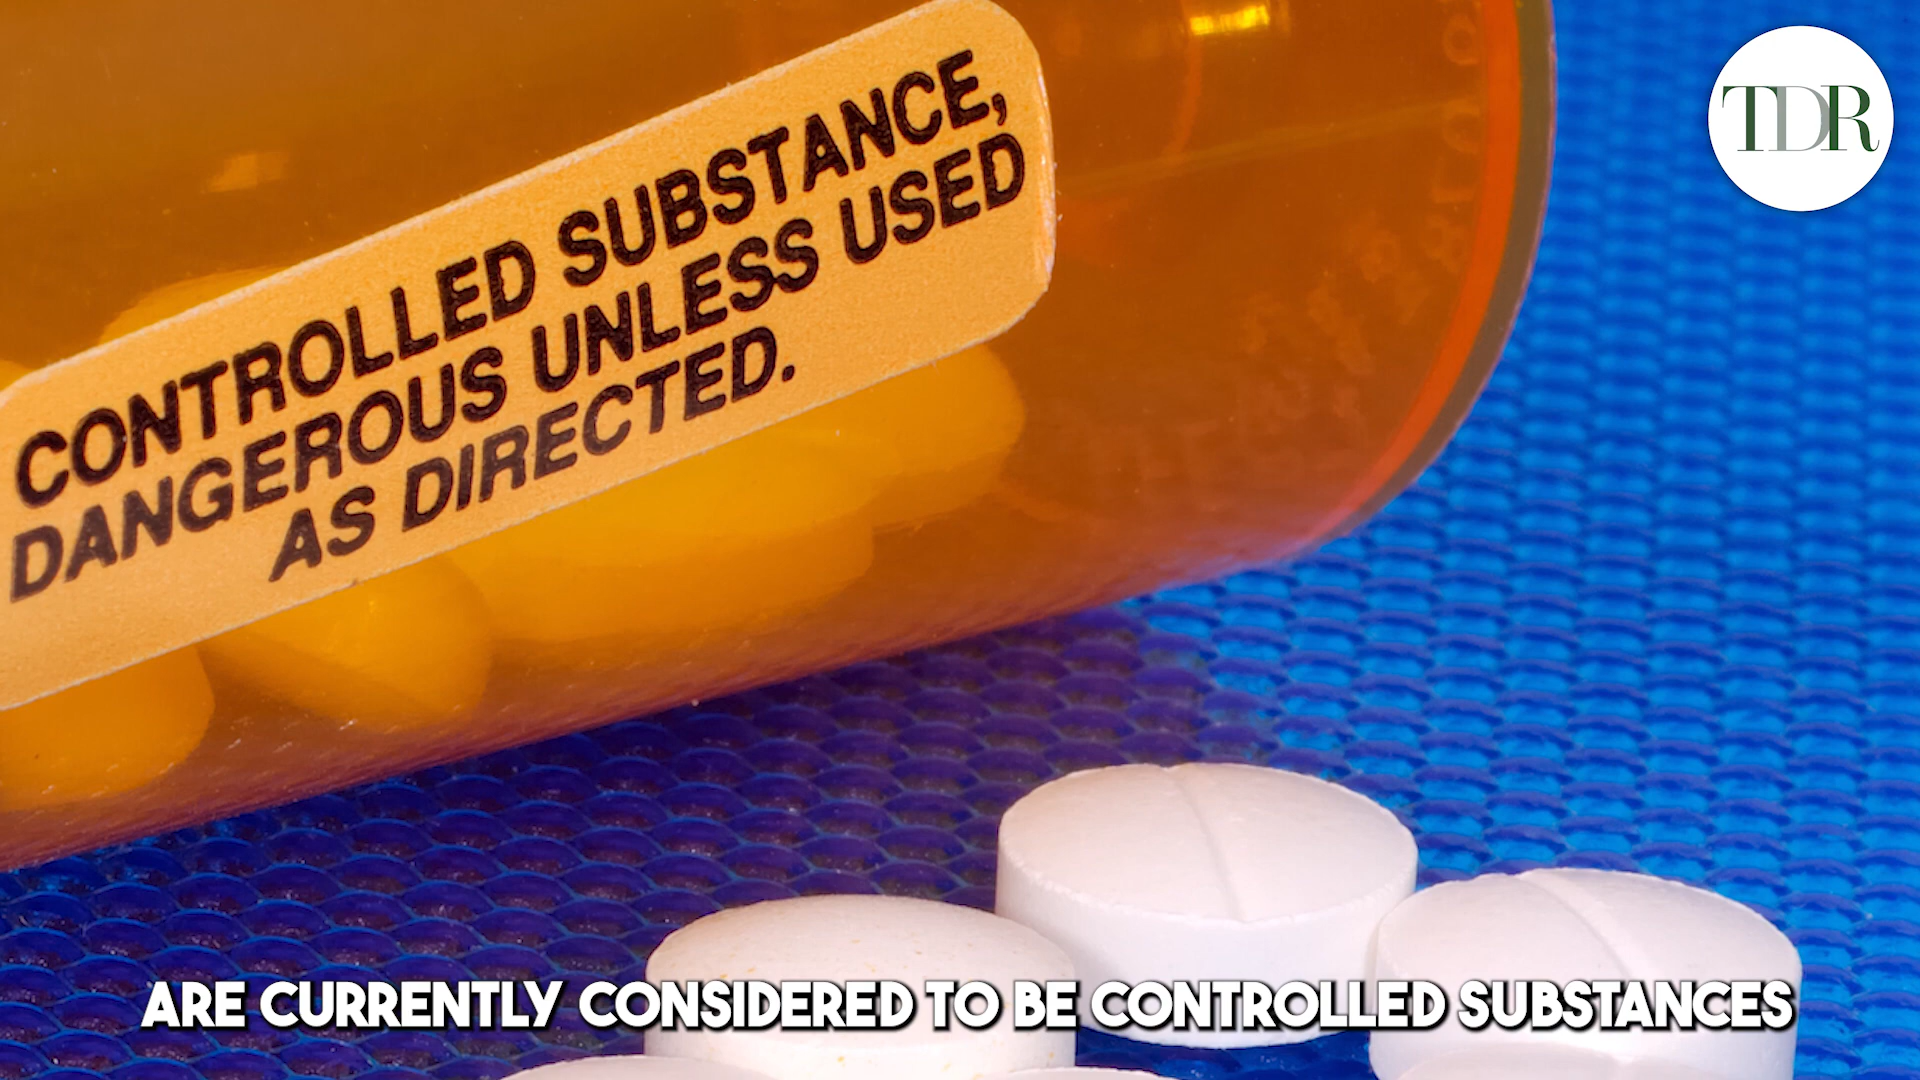 TDR
CONTROLLED SUBSTANCE,
DANGEROUS UNLESS USED
AS DIRECTED.
ARE CURRENTLY CONSIDERED TO BE CONTROLLED SUBSTANCES